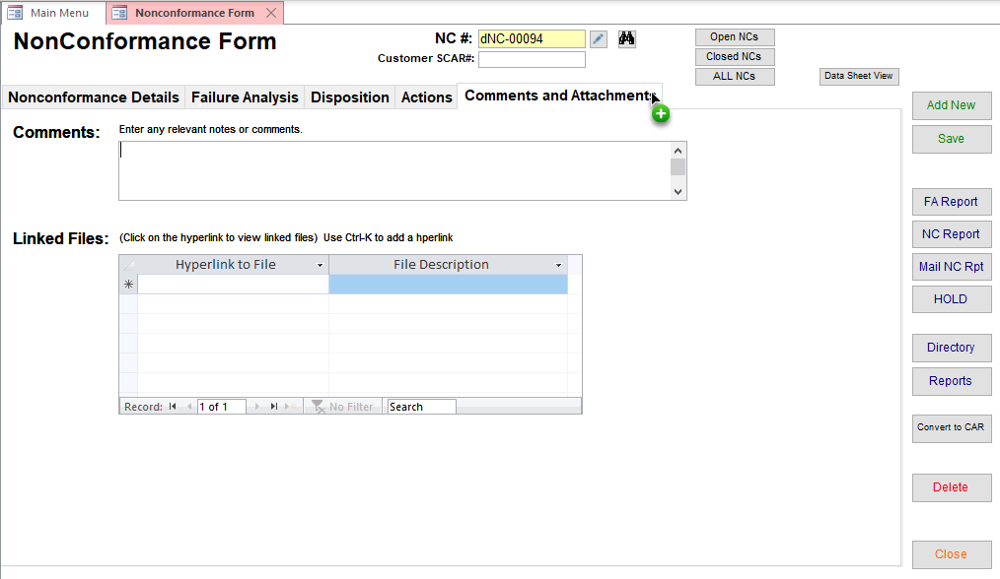 Main Menu
Nonconformance Form
NonConformance Form
NC #:
dNC-00094
Customer SCAR#:
Open NCs
Closed NCs
ALL NCs
Data Sheet View
Nonconformance Details
Failure Analysis
Disposition
Actions
Comments and Attachments
Comments:
Enter any relevant notes or comments.
Linked Files:
(Click on the hyperlink to view linked files) Use Ctrl-K to add a hperlink
Hyperlink to File
File Description
Record:
1 of 1
No Filter
Search
Add New
Save
FA Report
NC Report
Mail NC Rpt
HOLD
Directory
Reports
Convert to CAR
Delete
Close